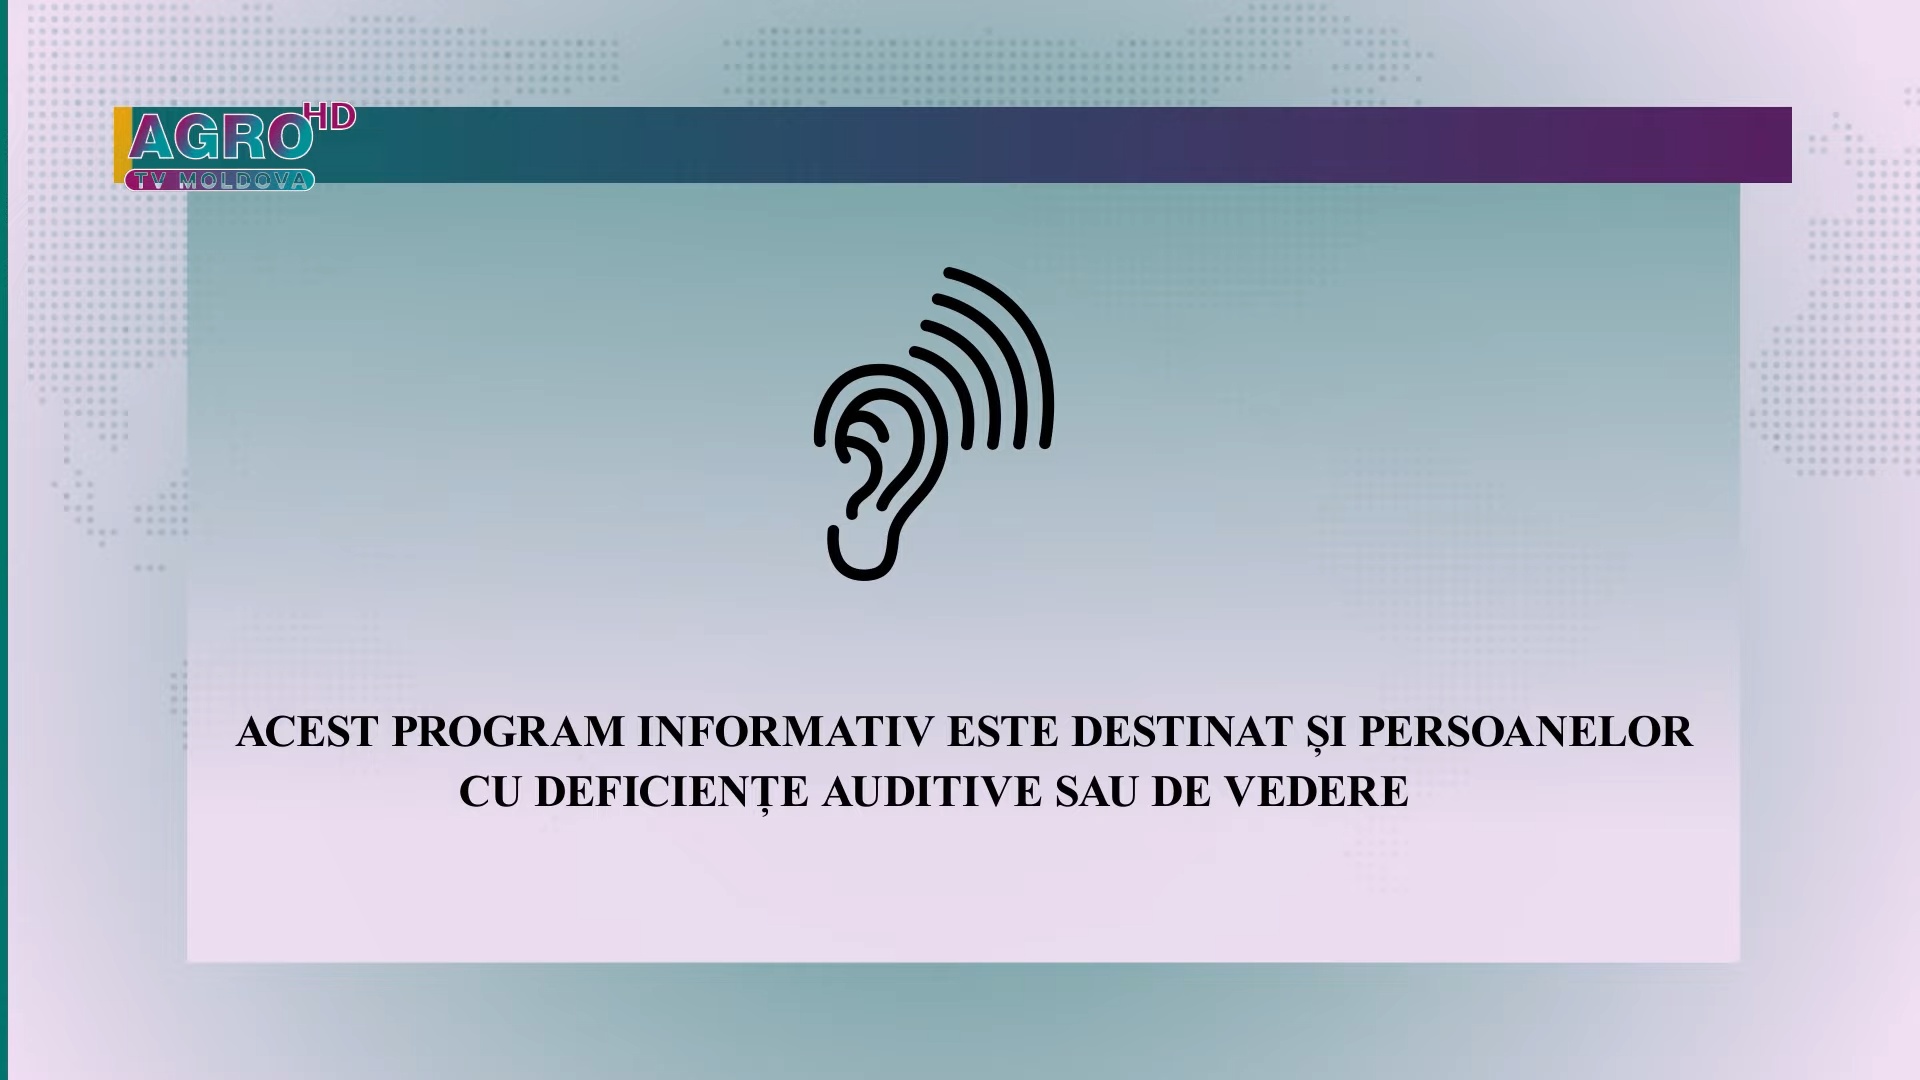 AGRO HD
TV MOLDOVA
ACEST PROGRAM INFORMATIV ESTE DESTINAT ȘI PERSOANELOR
CU DEFICIENȚE AUDITIVE SAU DE VEDERE